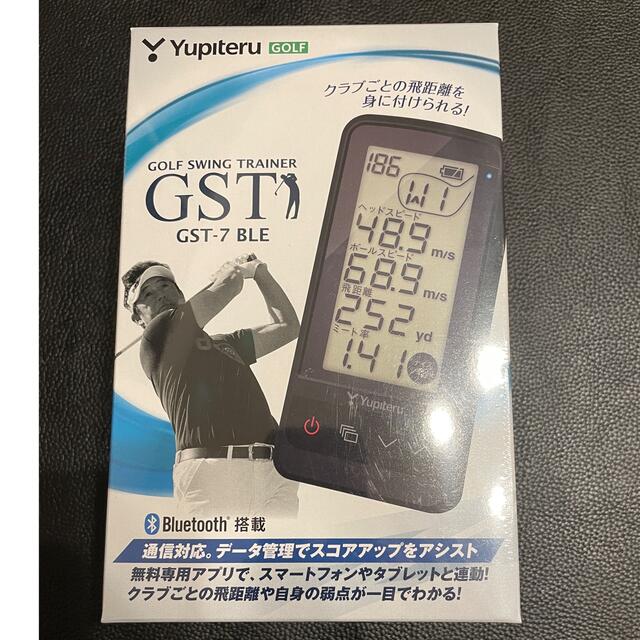 Yupiteru GOLF
クラブごとの飛距離を
身に付けられる!
GOLF SWING TRAINER
GST
GST-7 BLE
186
W1
ヘッドスピード
48.9 m/s
ボールスピード
68.9 m/s
飛距離
252 yd
ミート率
1.41
Yupiteru
Bluetooth® 搭載
通信対応。データ管理でスコアアップをアシスト
無料専用アプリで、スマートフォンやタブレットと連動!
クラブごとの飛距離や自身の弱点が一目でわかる!